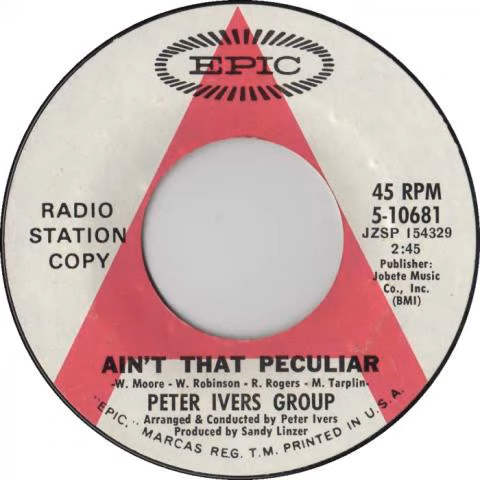 EPIC
RADIO
STATION
COPY
45 RPM
5-10681
JZSP 154329
2:45
Publisher:
Jobete Music
Co., Inc.
(BMI)
AIN'T THAT PECULIAR
-W. Moore - W. Robinson - R. Rogers - M. Tarplin-
PETER IVERS GROUP
Arranged & Conducted by Peter Ivers
Produced by Sandy Linzer
"EPIC," MARCAS REG. T.M. PRINTED IN U.S.A.